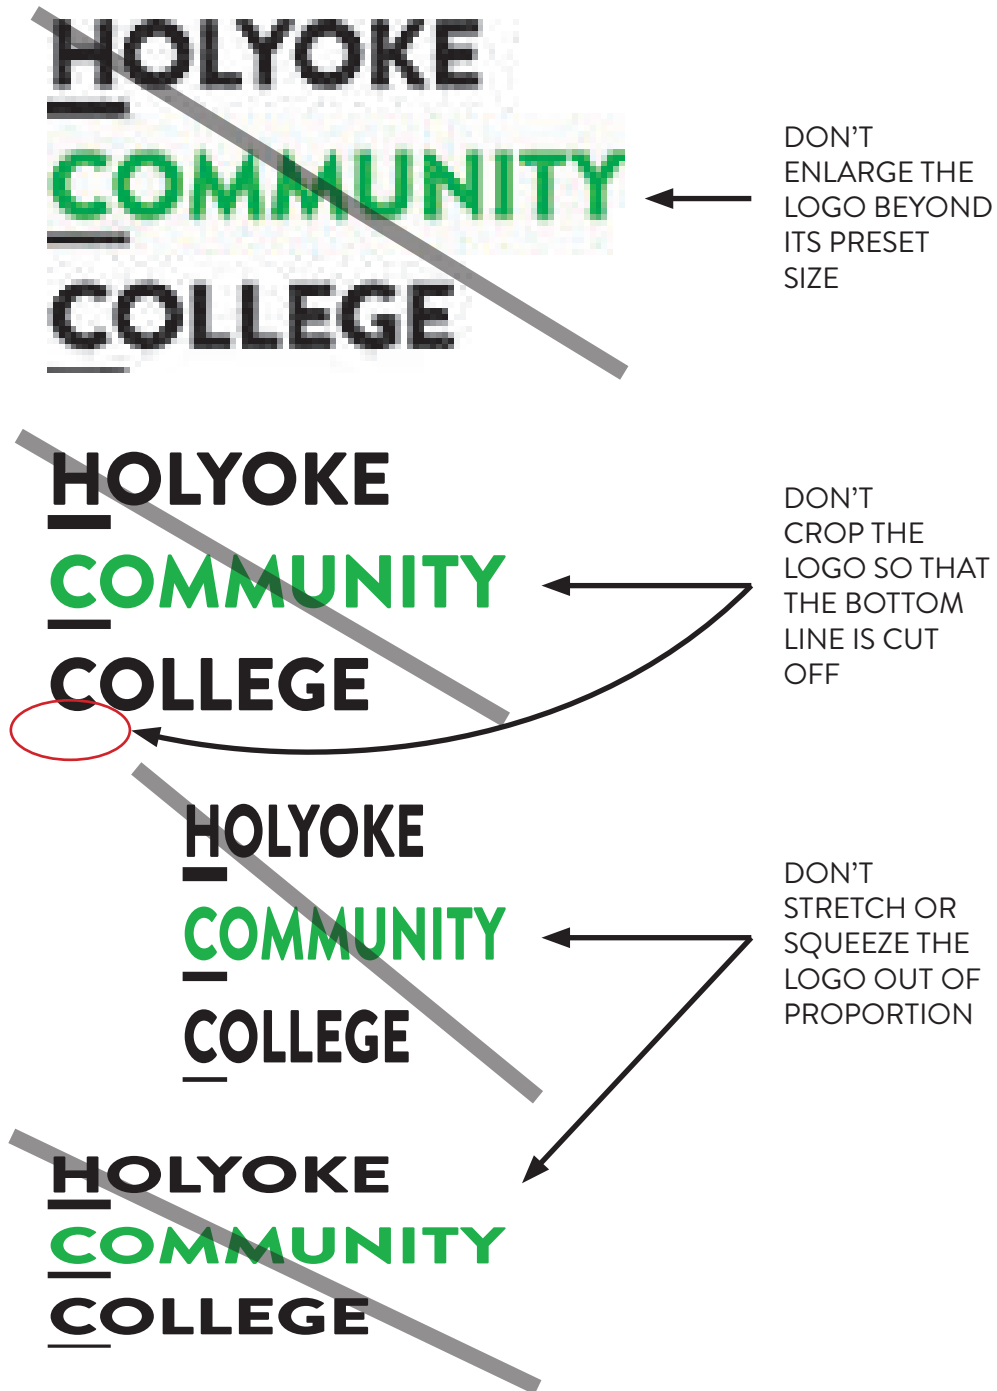 HOLYOKE
COMMUNITY
COLLEGE
DON'T
ENLARGE THE
LOGO BEYOND
ITS PRESET
SIZE
HOLYOKE
COMMUNITY
COLLEGE
DON'T
CROP THE
LOGO SO THAT
THE BOTTOM
LINE IS CUT
OFF
HOLYOKE
COMMUNITY
COLLEGE
DON'T
STRETCH OR
SQUEEZE THE
LOGO OUT OF
PROPORTION
HOLYOKE
COMMUNITY
COLLEGE